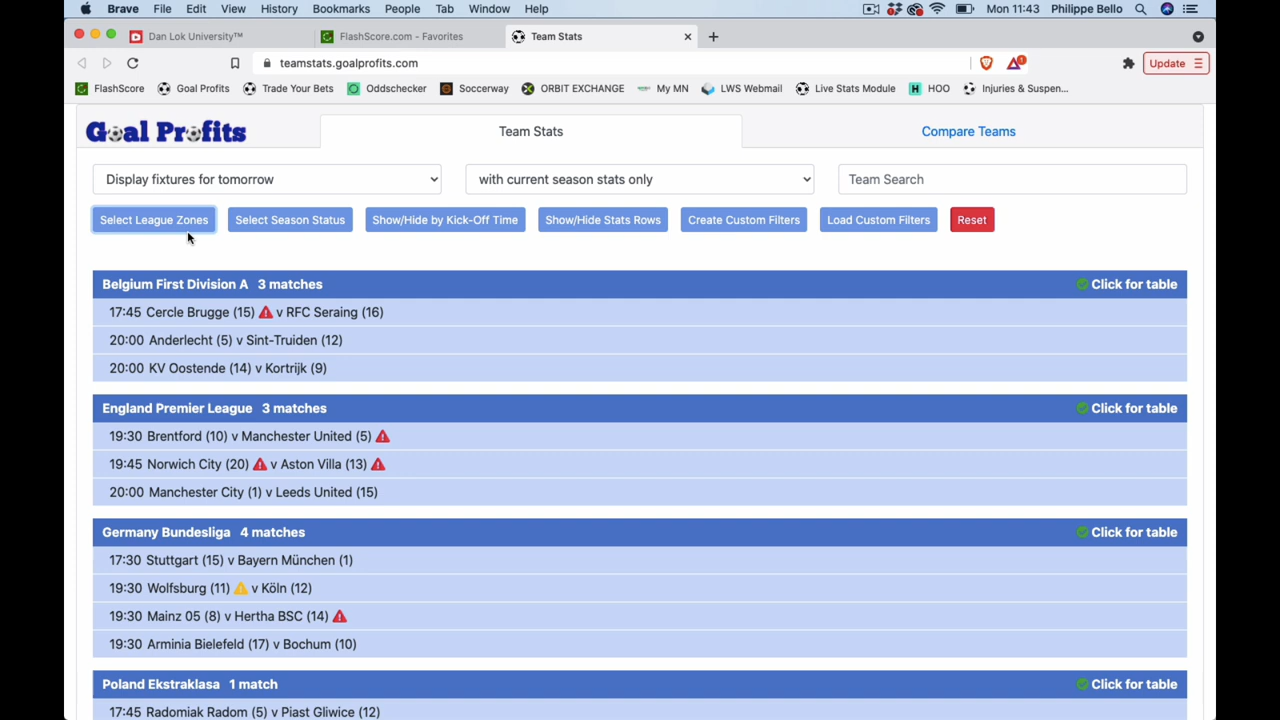 Brave File Edit View History Bookmarks People Tab Window Help Mon 11:43 Philippe Bello
Dan Lok University™ FlashScore.com - Favorites Team Stats
teamstats.goalprofits.com Update
FlashScore Goal Profits Trade Your Bets Oddschecker Soccerway ORBIT EXCHANGE My MN LWS Webmail Live Stats Module HOO Injuries & Suspen...
Goal Profits Team Stats Compare Teams
Display fixtures for tomorrow with current season stats only Team Search
Select League Zones Select Season Status Show/Hide by Kick-Off Time Show/Hide Stats Rows Create Custom Filters Load Custom Filters Reset
Belgium First Division A 3 matches Click for table
17:45 Cercle Brugge (15) v RFC Seraing (16)
20:00 Anderlecht (5) v Sint-Truiden (12)
20:00 KV Oostende (14) v Kortrijk (9)
England Premier League 3 matches Click for table
19:30 Brentford (10) v Manchester United (5)
19:45 Norwich City (20) v Aston Villa (13)
20:00 Manchester City (1) v Leeds United (15)
Germany Bundesliga 4 matches Click for table
17:30 Stuttgart (15) v Bayern München (1)
19:30 Wolfsburg (11) v Köln (12)
19:30 Mainz 05 (8) v Hertha BSC (14)
19:30 Arminia Bielefeld (17) v Bochum (10)
Poland Ekstraklasa 1 match Click for table
17:45 Radomiak Radom (5) v Piast Gliwice (12)